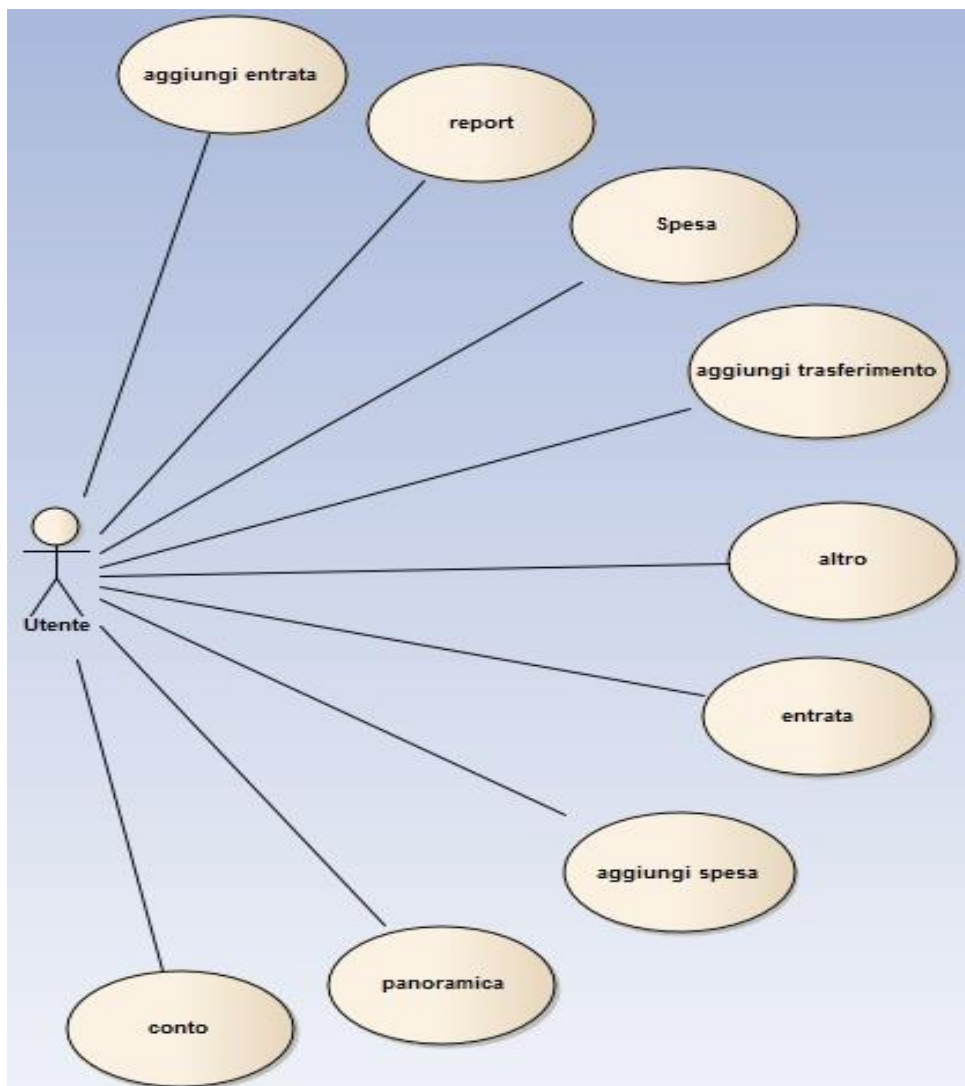 aggiungi entrata
report
Spesa
aggiungi trasferimento
altro
Utente
entrata
aggiungi spesa
panoramica
conto